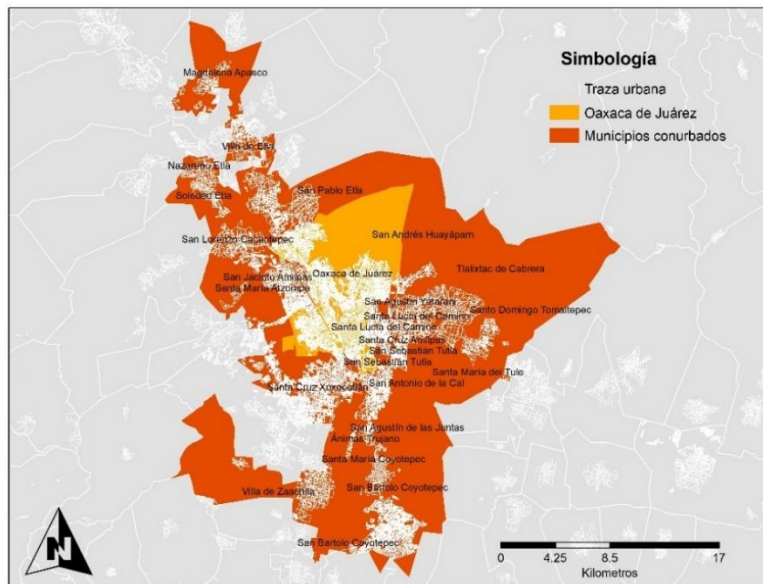 Simbología
Traza urbana
Oaxaca de Juárez
Municipios conurbados
Magdalena Apasco
Villa de Etla
Nazareno Etla
Soledad Etla
San Pablo Etla
San Lorenzo Cacaotepec
San Andrés Huayápam
Tlalixtac de Cabrera
Oaxaca de Juárez
San Jacinto Amilpas
Santa María Atzompa
San Agustín Yatareni
Santa Lucía del Camino
Santo Domingo Tomaltepec
Santa Lucía del Camino
Santa Cruz Amilpas
San Sebastián Tutla
San Sebastián Tutla
Santa María del Tule
Santa Cruz Xoxocotlán
San Antonio de la Cal
San Agustín de las Juntas
Ánimas Trujano
Santa María Coyotepec
Villa de Zaachila
San Bartolo Coyotepec
San Bartolo Coyotepec
N
0 4.25 8.5 17
Kilometros